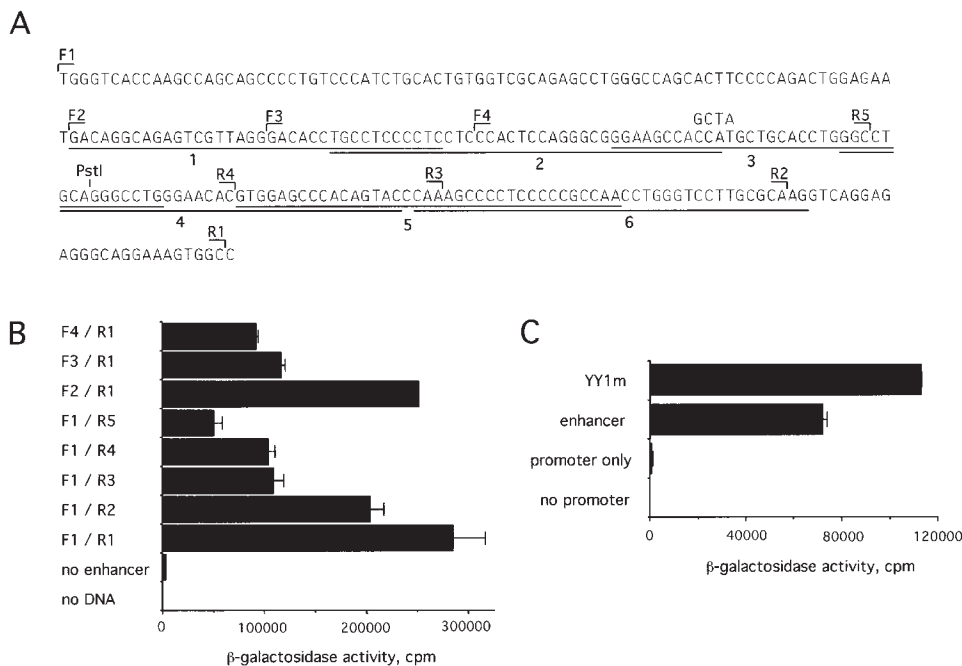 A
F1
TGGGTCACCAAGCCAGCAGCCCCTGTCCCATCTGCACTGTGGTCGCAGAGCCTGGGCCAGCACTTCCCCAGACTGGAGAA
F2 F3 F4 GCTA R5
TGACAGGCAGAGTCGTTAGGGACACCTGCCTCCCCTCCTCCCACTCCAGGGCGGGAAGCCACCATGCTGCACCTGGGCCT
1 2 3
PstI R4 R3 R2
GCAGGGCCTGGGAACACGTGGAGCCCACAGTACCCAAAGCCCCTCCCCCGCCAACCTGGGTCCTTGCGCAAGGTCAGGAG
4 5 6
R1
AGGGCAGGAAAGTGGCC
B
F4 / R1
F3 / R1
F2 / R1
F1 / R5
F1 / R4
F1 / R3
F1 / R2
F1 / R1
no enhancer
no DNA
0 100000 200000 300000
β-galactosidase activity, cpm
C
YY1m
enhancer
promoter only
no promoter
0 40000 80000 120000
β-galactosidase activity, cpm